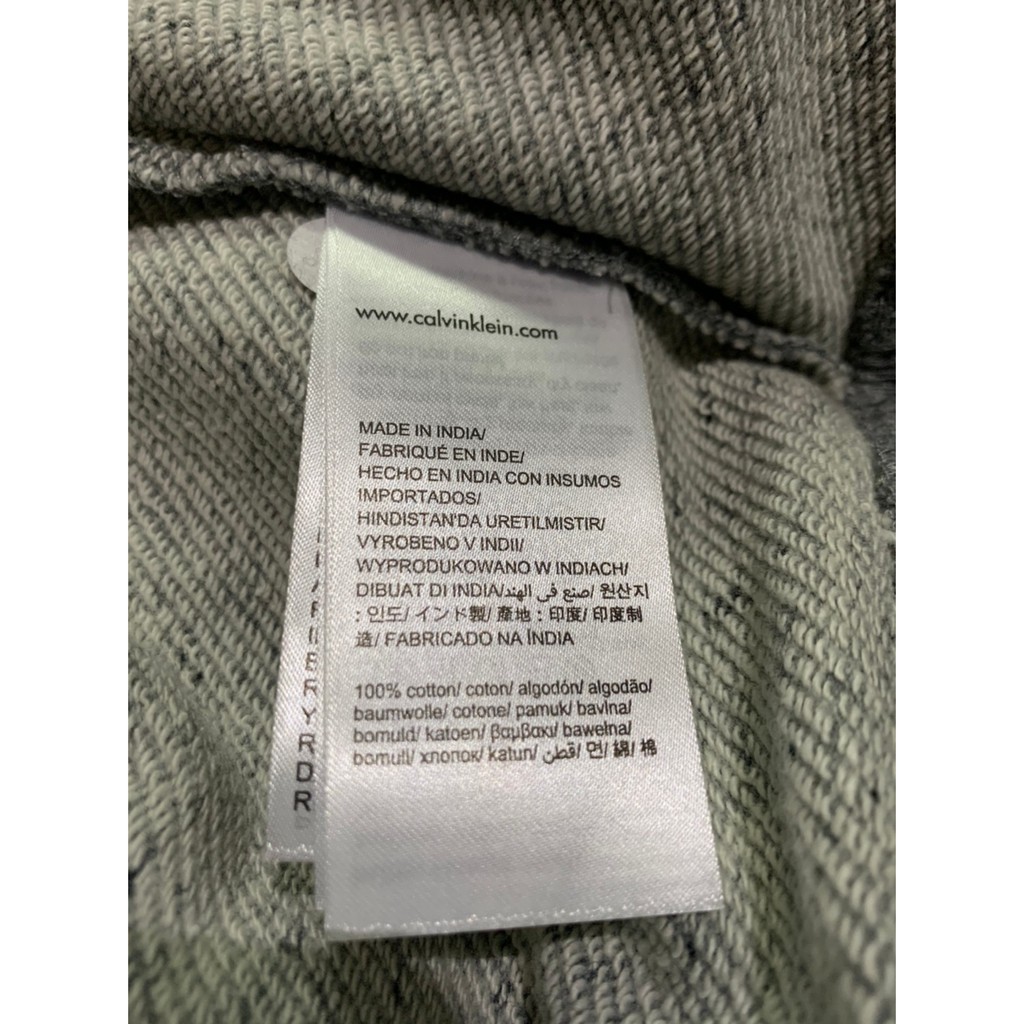 www.calvinklein.com
MADE IN INDIA/
FABRIQUÉ EN INDE/
HECHO EN INDIA CON INSUMOS
IMPORTADOS/
HINDISTAN'DA URETILMISTIR/
VYROBENO V INDII/
WYPRODUKOWANO W INDIACH/
DIBUAT DI INDIA/صنع في الهند/ 원산지
: 인도/ インド製/ 產地 : 印度/ 印度制
造/ FABRICADO NA ÍNDIA
100% cotton/ coton/ algodón/ algodão/
baumwolle/ cotone/ pamuk/ bavlna/
bomuld/ katoen/ βαμβακι/ bawełna/
bomull/ хлопок/ katun/ قطن/ 면/ 綿/ 棉